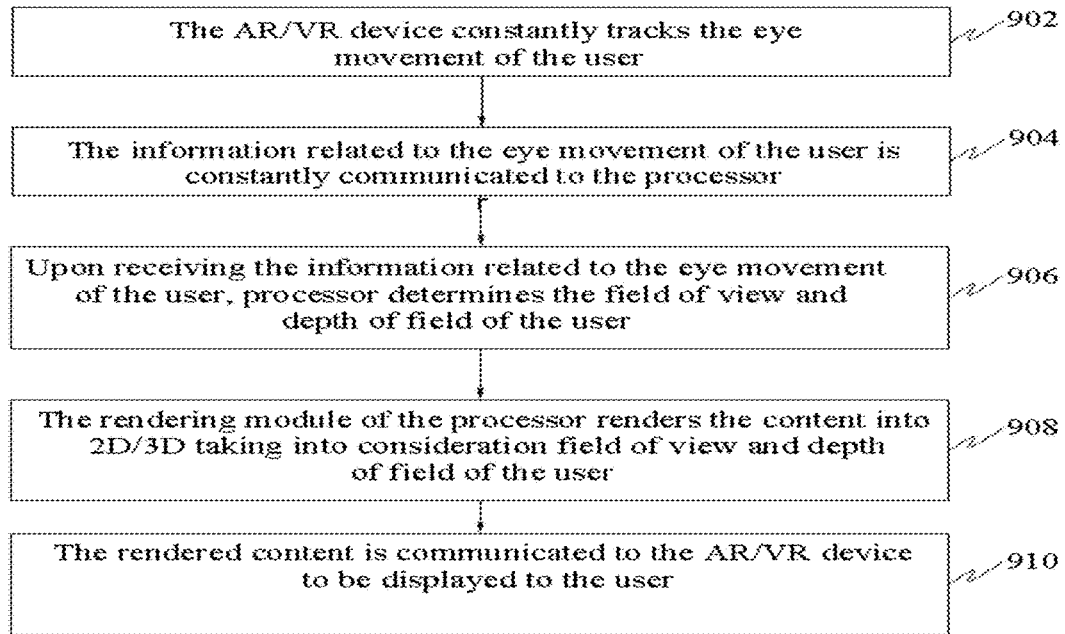 The AR/VR device constantly tracks the eye
movement of the user
902
The information related to the eye movement of the user is
constantly communicated to the processor
904
Upon receiving the information related to the eye movement
of the user, processor determines the field of view and
depth of field of the user
906
The rendering module of the processor renders the content into
2D/3D taking into consideration field of view and depth
of field of the user
908
The rendered content is communicated to the AR/VR device
to be displayed to the user
910